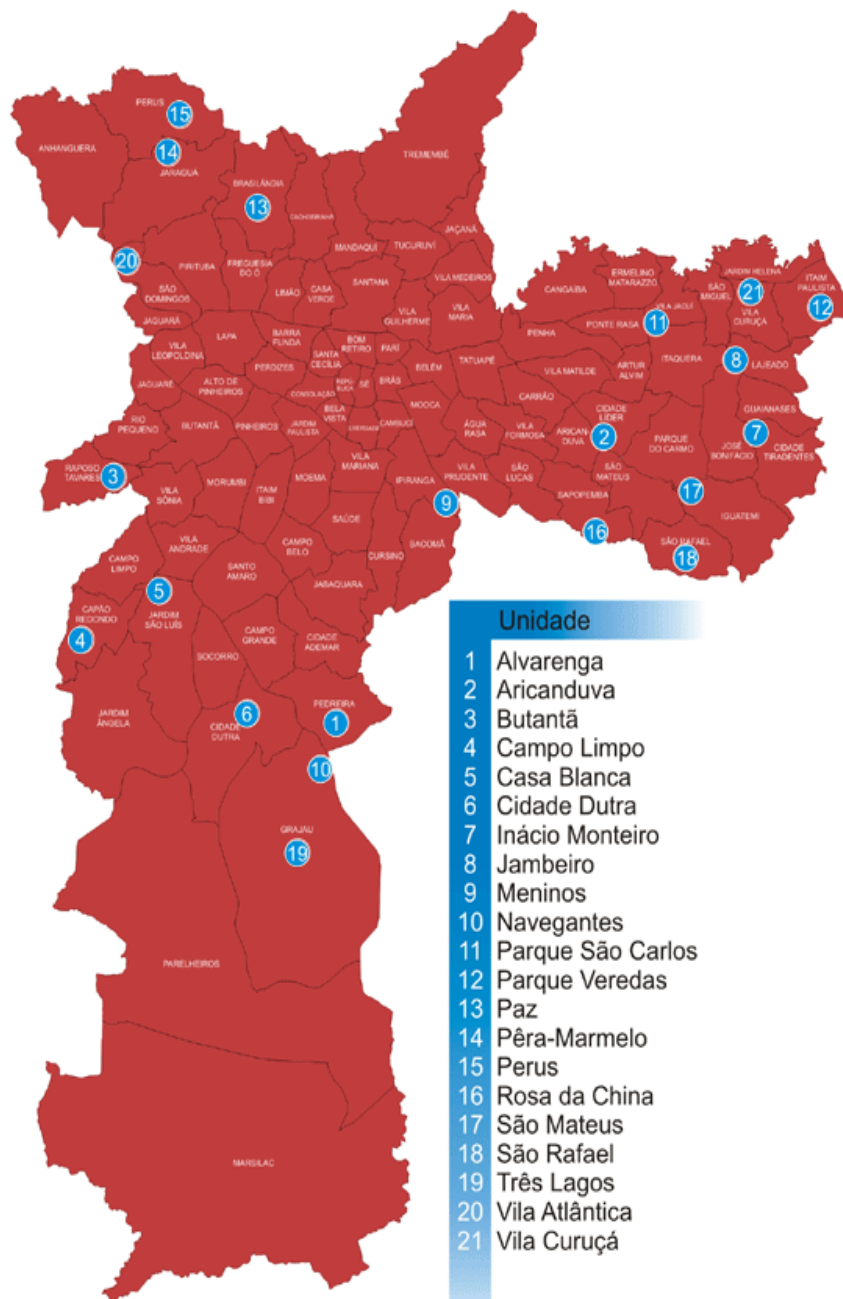 PERUS
15
ANHANGUERA
14
JARAGUÁ
TREMEMBÉ
BRASILÂNDIA
13
CACHOEIRINHA
JAÇANÃ
MANDAQUÍ
TUCURUVÍ
20
PIRITUBA
FREGUESIA
DO Ó
VILA MEDEIROS
SANTANA
LIMÃO
CASA
VERDE
SÃO
DOMINGOS
JAGUARÁ
VILA
GUILHERME
VILA
MARIA
CANGAÍBA
ERMELINO
MATARAZZO
SÃO
MIGUEL
JARDIM HELENA
21
VILA
CURUÇÁ
ITAIM
PAULISTA
12
VILA JAGUÍ
11
PONTE RASA
PENHA
VILA
LEOPOLDINA
LAPA
BARRA
FUNDA
BOM
RETIRO
PARÍ
SANTA
CECÍLIA
PERDIZES
BELÉM
TATUAPÉ
VILA MATILDE
ARTUR
ALVIM
ITAQUERA
8
LAJEADO
JAGUARÉ
ALTO DE
PINHEIROS
CONSOLAÇÃO
SÉ
BRÁS
CARRÃO
MOOCA
RIO
PEQUENO
BUTANTÃ
PINHEIROS
JARDIM
PAULISTA
BELA
VISTA
CAMBUCI
ÁGUA
RASA
VILA
FORMOSA
ARICAN-
DUVA
CIDADE
LÍDER
2
PARQUE
DO CARMO
GUAIANASES
7
JOSÉ
BONIFÁCIO
CIDADE
TIRADENTES
RAPOSO
TAVARES
3
VILA
SÔNIA
MORUMBI
ITAIM
BIBI
MOEMA
VILA
MARIANA
IPIRANGA
VILA
PRUDENTE
9
SÃO
LUCAS
SAPOPEMBA
16
SÃO
MATEUS
17
IGUATEMI
SÃO RAFAEL
18
SAÚDE
SACOMÃ
CURSINO
VILA
ANDRADE
CAMPO
LIMPO
SANTO
AMARO
CAMPO
BELO
JABAQUARA
5
JARDIM
SÃO LUÍS
CAPÃO
REDONDO
4
SOCORRO
CAMPO
GRANDE
CIDADE
ADEMAR
JARDIM
ÂNGELA
6
CIDADE
DUTRA
PEDREIRA
1
10
GRAJAU
19
PARELHEIROS
MARSILAC
Unidade
1 Alvarenga
2 Aricanduva
3 Butantã
4 Campo Limpo
5 Casa Blanca
6 Cidade Dutra
7 Inácio Monteiro
8 Jambeiro
9 Meninos
10 Navegantes
11 Parque São Carlos
12 Parque Veredas
13 Paz
14 Pêra-Marmelo
15 Perus
16 Rosa da China
17 São Mateus
18 São Rafael
19 Três Lagos
20 Vila Atlântica
21 Vila Curuçá